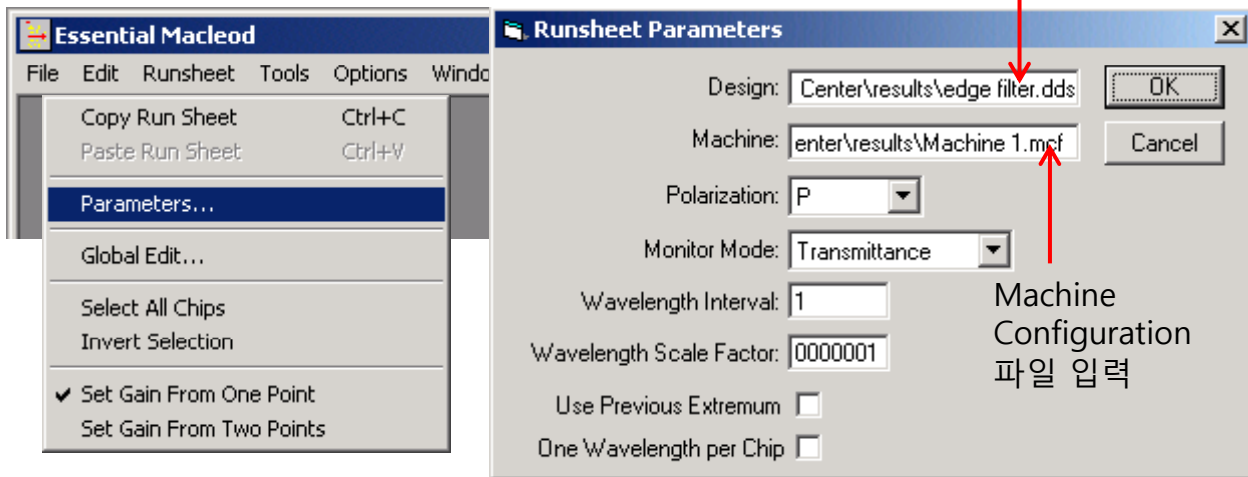 Essential Macleod
File Edit Runsheet Tools Options Windo
Copy Run Sheet Ctrl+C
Paste Run Sheet Ctrl+V
Parameters...
Global Edit...
Select All Chips
Invert Selection
Set Gain From One Point
Set Gain From Two Points
Runsheet Parameters
Design: Center\results\edge filter.dds OK
Machine: enter\results\Machine 1.mcf Cancel
Polarization: P
Monitor Mode: Transmittance
Wavelength Interval: 1
Wavelength Scale Factor: 0000001
Use Previous Extremum
One Wavelength per Chip
Machine
Configuration
파일 입력